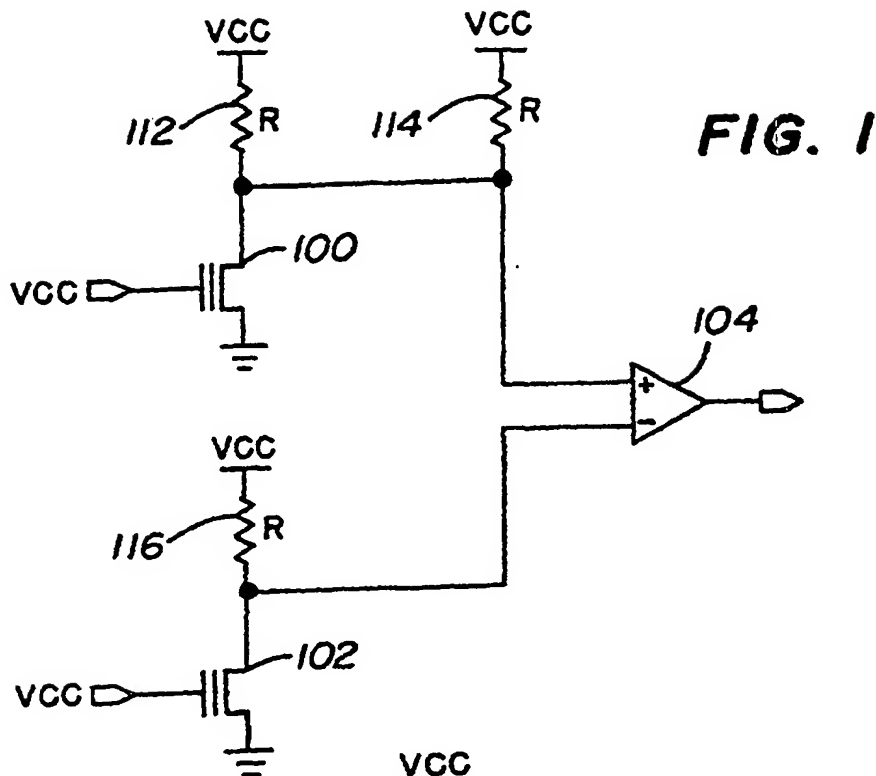 VCC VCC
112 R 114 R FIG. 1
100
VCC
104
+
-
VCC
116 R
102
VCC
VCC